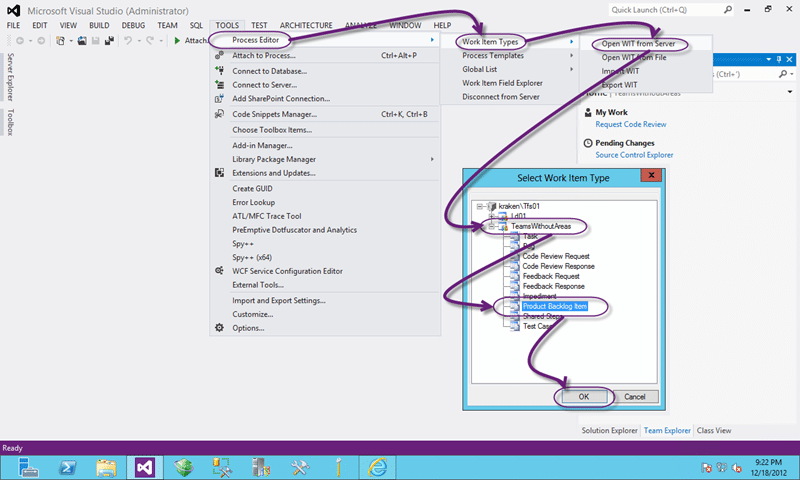 Microsoft Visual Studio (Administrator)
Quick Launch (Ctrl+Q)
FILE EDIT VIEW BUILD DEBUG TEAM SQL TOOLS TEST ARCHITECTURE ANALYZE WINDOW HELP
Attach
Server Explorer
Toolbox
Process Editor
Attach to Process... Ctrl+Alt+P
Connect to Database...
Connect to Server...
Add SharePoint Connection...
Code Snippets Manager... Ctrl+K, Ctrl+B
Choose Toolbox Items...
Add-in Manager...
Library Package Manager
Extensions and Updates...
Create GUID
Error Lookup
ATL/MFC Trace Tool
PreEmptive Dotfuscator and Analytics
Spy++
Spy++ (x64)
WCF Service Configuration Editor
External Tools...
Import and Export Settings...
Customize...
Options...
Work Item Types
Process Templates
Global List
Work Item Field Explorer
Disconnect from Server
Open WIT from Server
Open WIT from File
Import WIT
Export WIT
(Ctrl+')
Home | TeamsWithoutAreas
My Work
Request Code Review
Pending Changes
Source Control Explorer
Select Work Item Type
kraken\Tfs01
Ld01
TeamsWithoutAreas
Task
Bug
Code Review Request
Code Review Response
Feedback Request
Feedback Response
Impediment
Product Backlog Item
Shared Steps
Test Case
OK Cancel
Solution Explorer Team Explorer Class View
Ready
9:22 PM
12/18/2012